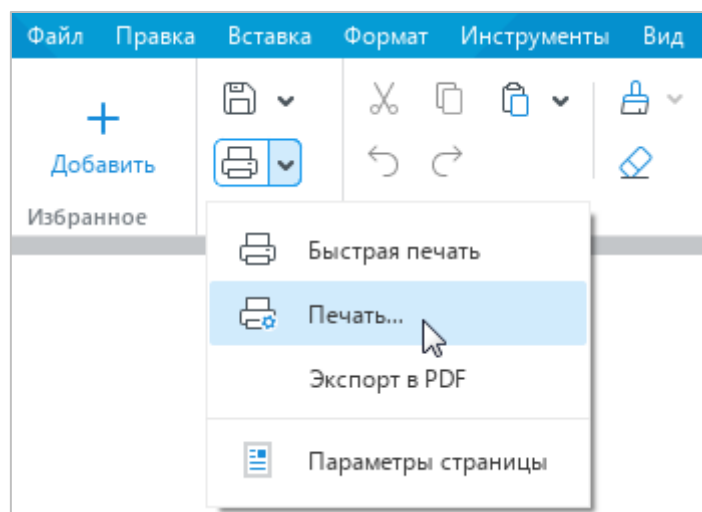 Файл Правка Вставка Формат Инструменты Вид
Добавить
Избранное
Быстрая печать
Печать...
Экспорт в PDF
Параметры страницы